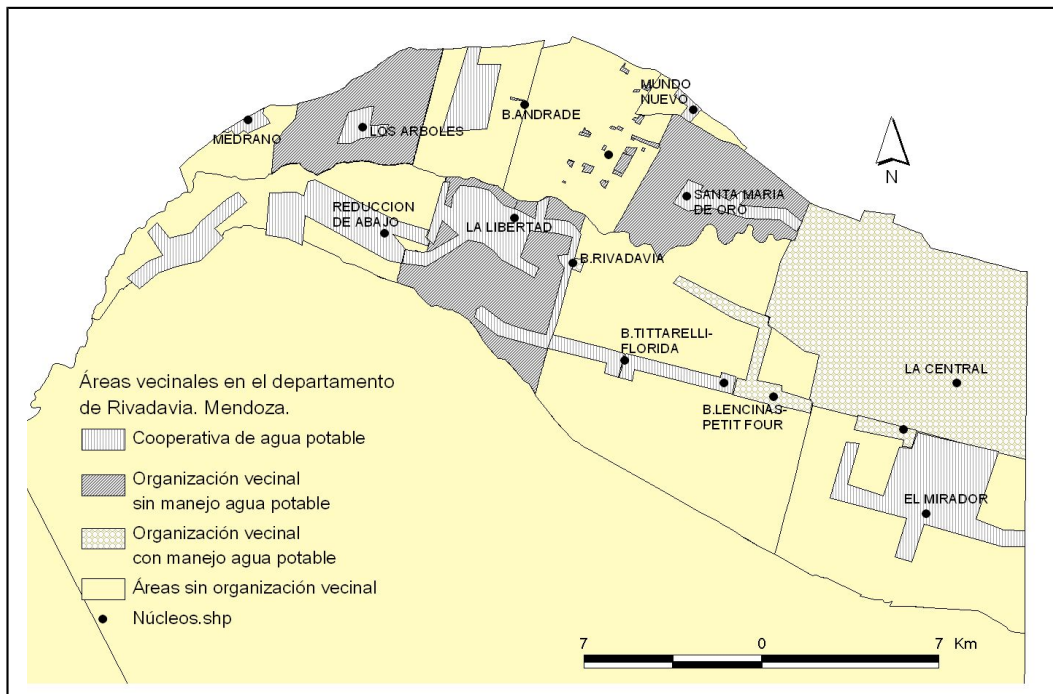 MUNDO
NUEVO
B.ANDRADE
LOS ARBOLES
MEDRANO
N
SANTA MARIA
DE ORO
REDUCCION
DE ABAJO
LA LIBERTAD
B.RIVADAVIA
B.TITTARELLI-
FLORIDA
LA CENTRAL
B.LENCINAS-
PETIT FOUR
EL MIRADOR
Áreas vecinales en el departamento
de Rivadavia. Mendoza.
Cooperativa de agua potable
Organización vecinal
sin manejo agua potable
Organización vecinal
con manejo agua potable
Áreas sin organización vecinal
Núcleos.shp
7 0 7 Km